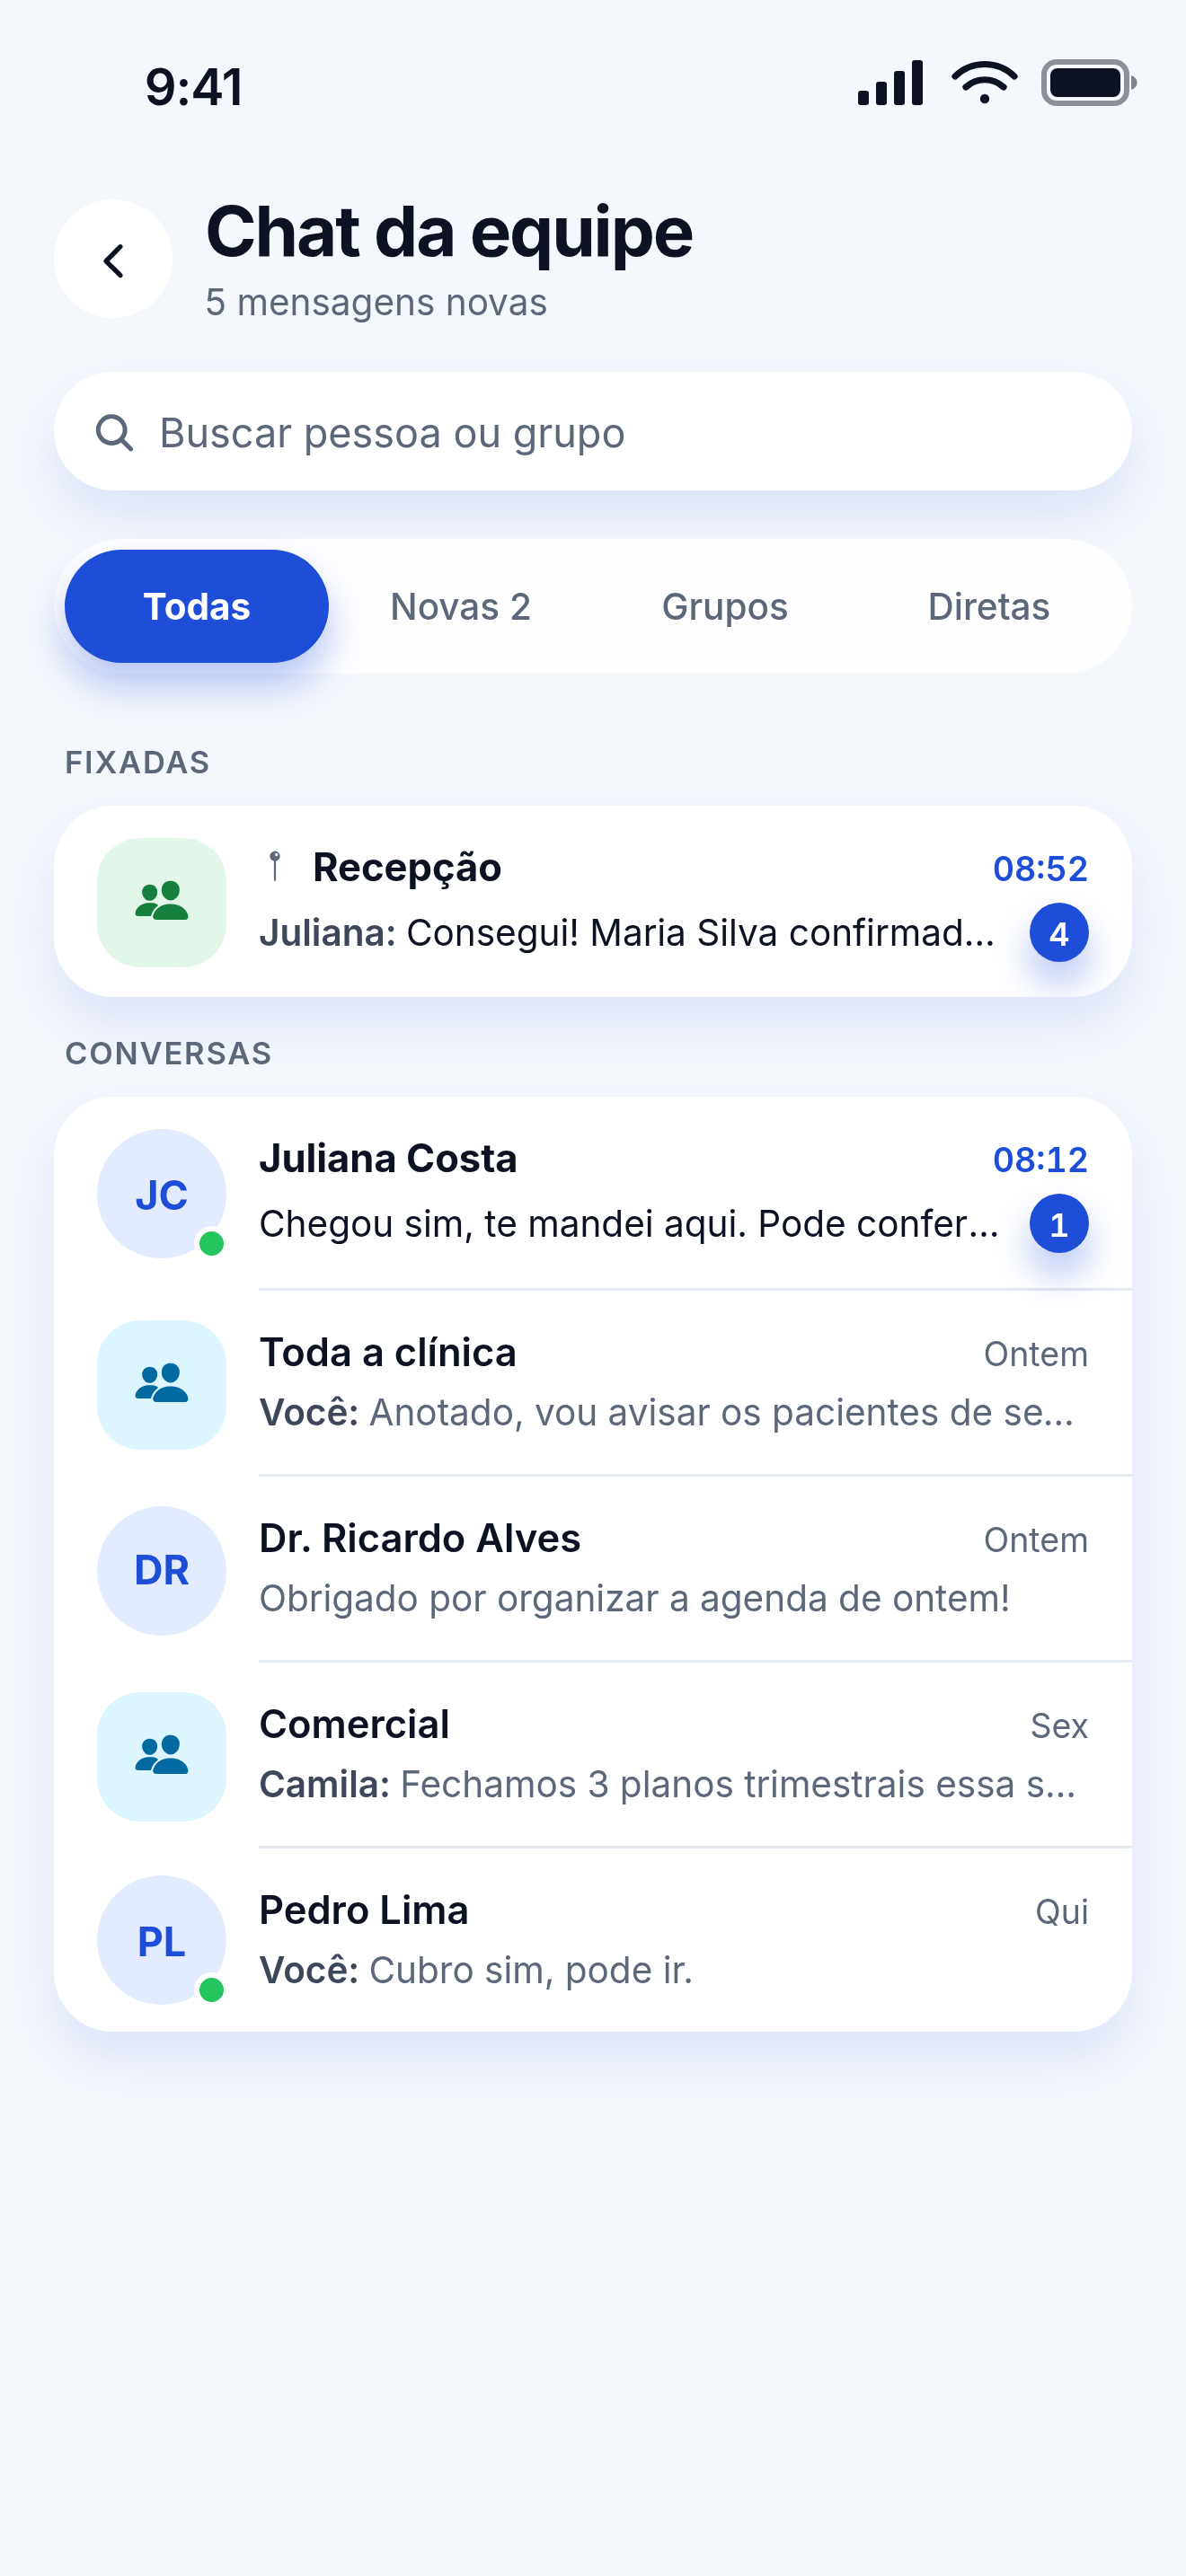 9:41
Chat da equipe
5 mensagens novas
Buscar pessoa ou grupo
Todas
Novas 2
Grupos
Diretas
FIXADAS
Recepção
08:52
Juliana: Consegui! Maria Silva confirmad...
4
CONVERSAS
JC
Juliana Costa
08:12
Chegou sim, te mandei aqui. Pode confer...
1
Toda a clínica
Ontem
Você: Anotado, vou avisar os pacientes de se...
DR
Dr. Ricardo Alves
Ontem
Obrigado por organizar a agenda de ontem!
Comercial
Sex
Camila: Fechamos 3 planos trimestrais essa s...
PL
Pedro Lima
Qui
Você: Cubro sim, pode ir.